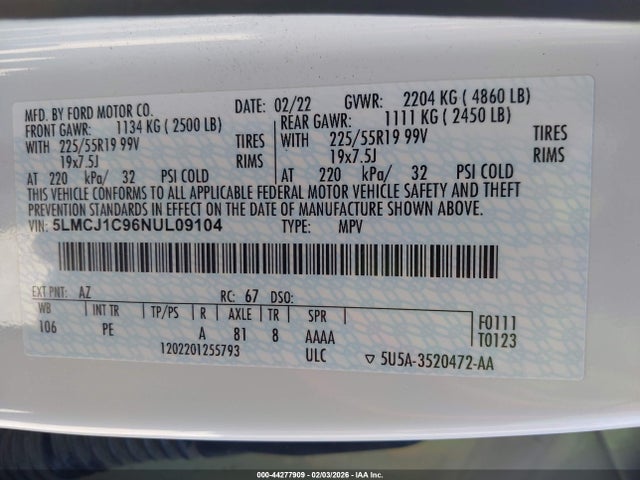 MFD. BY FORD MOTOR CO. DATE: 02/22 GVWR: 2204 KG ( 4860 LB)
FRONT GAWR: 1134 KG ( 2500 LB) REAR GAWR: 1111 KG ( 2450 LB)
WITH 225/55R19 99V TIRES WITH 225/55R19 99V TIRES
19x7.5J RIMS 19x7.5J RIMS
AT 220 kPa/ 32 PSI COLD AT 220 kPa/ 32 PSI COLD
THIS VEHICLE CONFORMS TO ALL APPLICABLE FEDERAL MOTOR VEHICLE SAFETY AND THEFT
PREVENTION STANDARDS IN EFFECT ON THE DATE OF MANUFACTURE SHOWN ABOVE.
VIN: 5LMCJ1C96NUL09104 TYPE: MPV
EXT PNT: AZ RC: 67 DSO:
WB INT TR TP/PS R AXLE TR SPR
106 PE A 81 8 AAAA F0111
1202201255793 ULC T0123
5U5A-3520472-AA
000-44277909 - 02/03/2026 - IAA Inc.